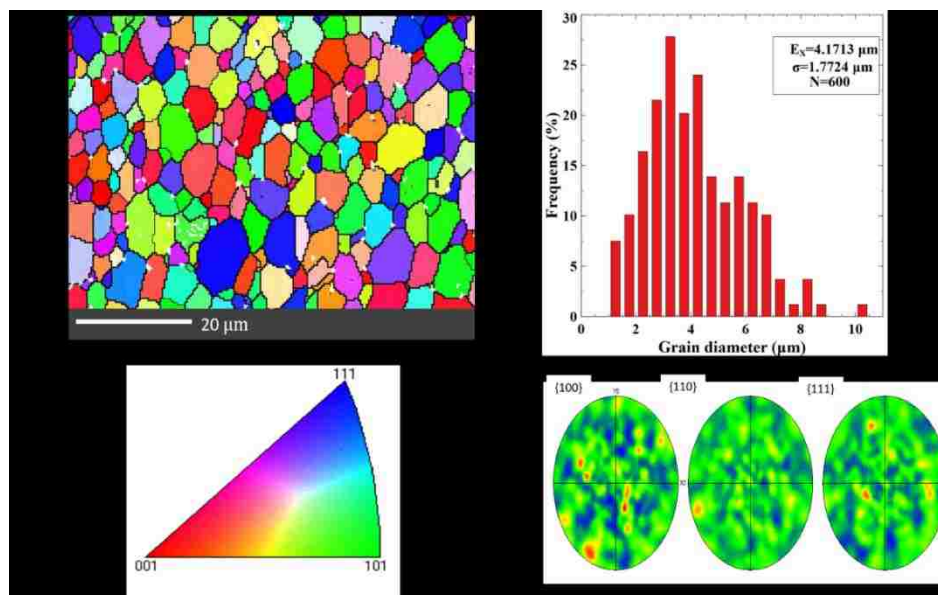 20 μm
30
25
20
15
10
5
0
Frequency (%)
Eₓ=4.1713 μm
σ=1.7724 μm
N=600
0 2 4 6 8 10
Grain diameter (μm)
111
001
101
{100}
{110}
{111}